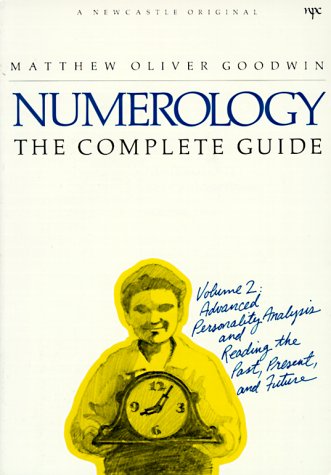 A NEWCASTLE ORIGINAL
npc
MATTHEW OLIVER GOODWIN
NUMEROLOGY
THE COMPLETE GUIDE
Volume 2:
Advanced
Personality Analysis
and
Reading the
Past, Present,
and Future